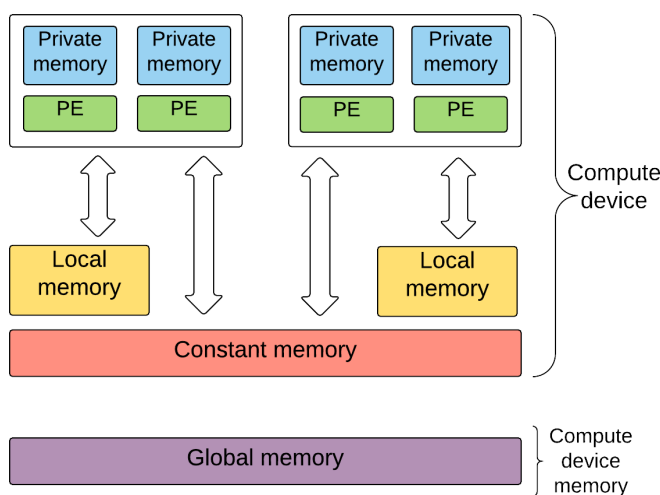 Private
memory
Private
memory
Private
memory
Private
memory
PE
PE
PE
PE
Compute
device
Local
memory
Local
memory
Constant memory
Global memory
Compute
device
memory